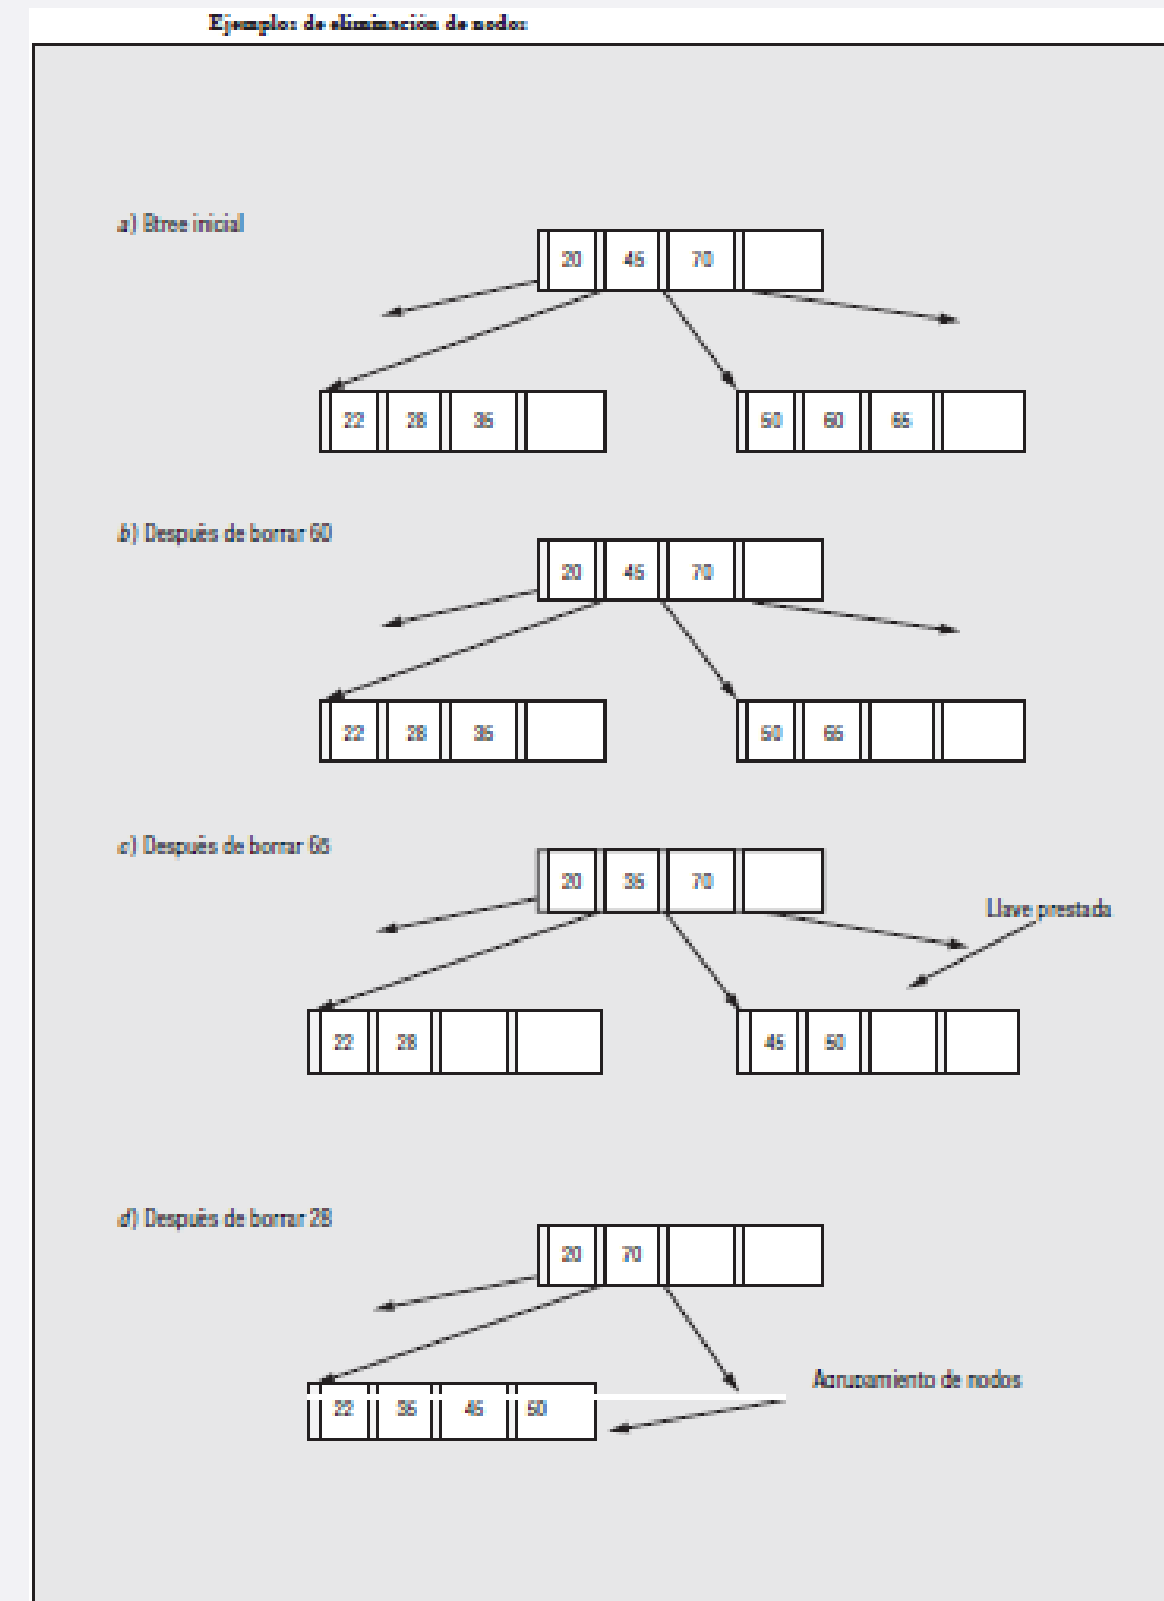 Ejemplos de eliminación de nodos
a) Btree inicial
20 45 70
22 28 35
50 60 65
b) Después de borrar 60
20 45 70
22 28 35
50 65
c) Después de borrar 65
20 35 70
Llave prestada
22 28
45 50
d) Después de borrar 28
20 70
Agrupamiento de nodos
22 35 45 50